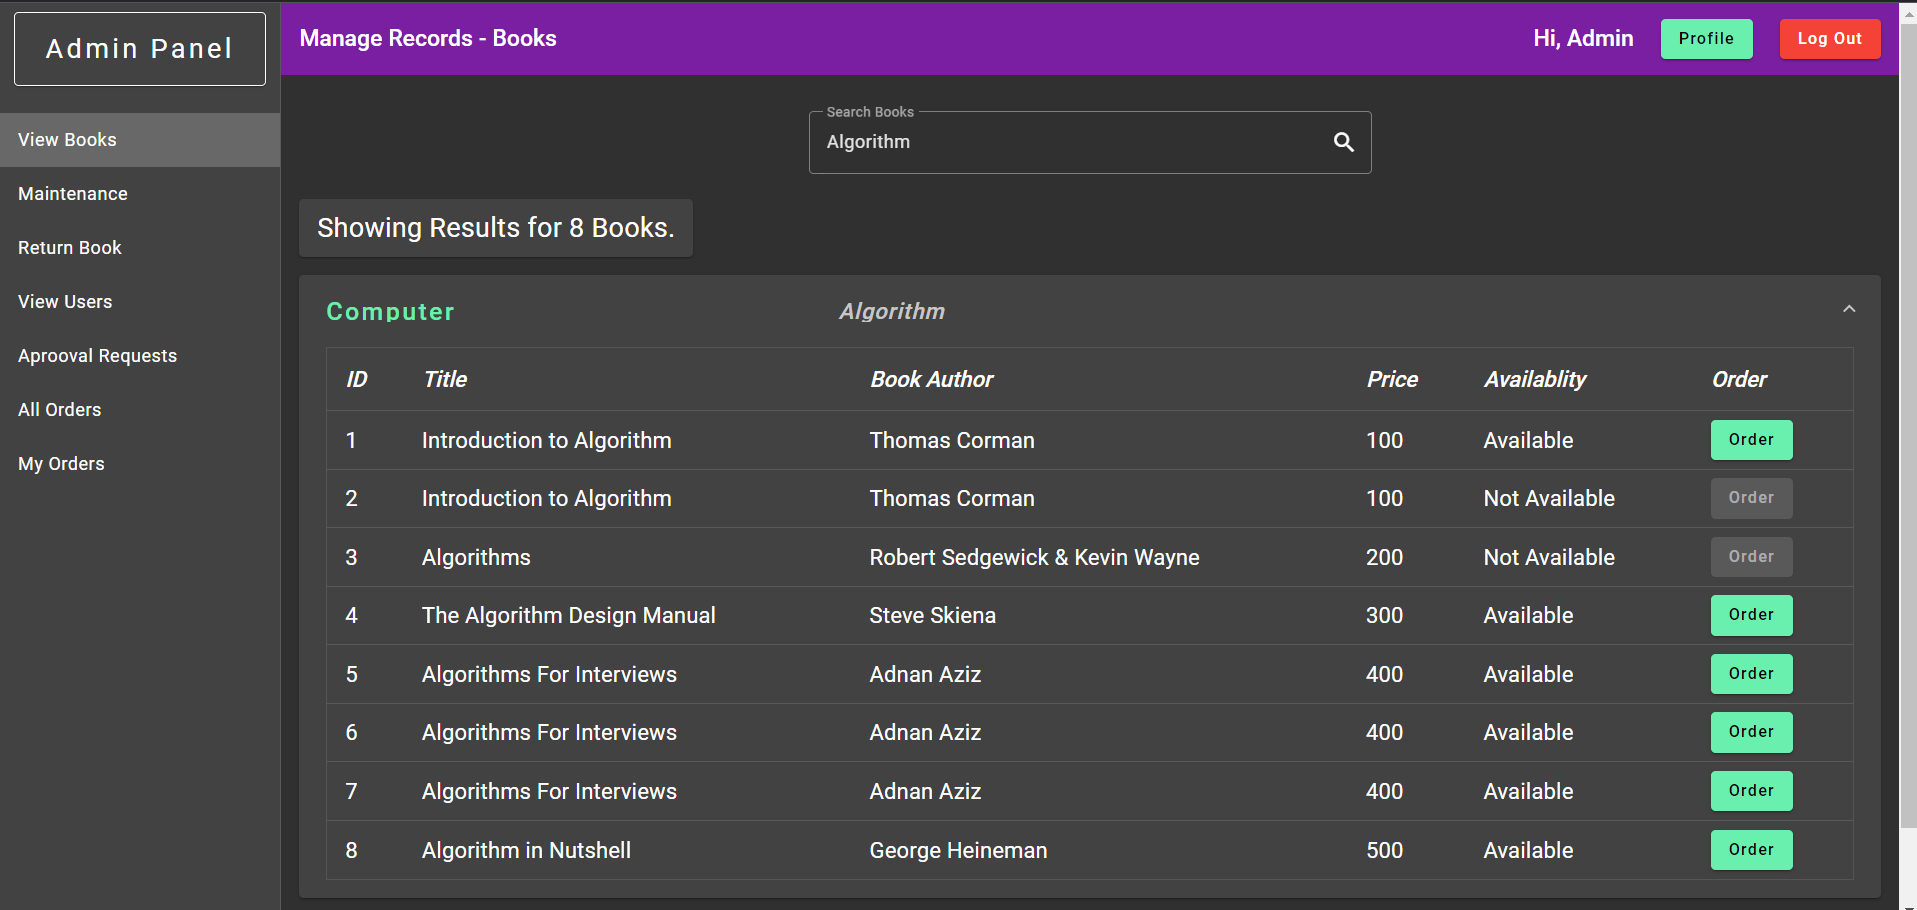 Admin Panel
Manage Records - Books
Hi, Admin
Profile
Log Out
View Books
Maintenance
Return Book
View Users
Aprooval Requests
All Orders
My Orders
Search Books
Algorithm
Showing Results for 8 Books.
Computer Algorithm
ID Title Book Author Price Availablity Order
1 Introduction to Algorithm Thomas Corman 100 Available Order
2 Introduction to Algorithm Thomas Corman 100 Not Available Order
3 Algorithms Robert Sedgewick & Kevin Wayne 200 Not Available Order
4 The Algorithm Design Manual Steve Skiena 300 Available Order
5 Algorithms For Interviews Adnan Aziz 400 Available Order
6 Algorithms For Interviews Adnan Aziz 400 Available Order
7 Algorithms For Interviews Adnan Aziz 400 Available Order
8 Algorithm in Nutshell George Heineman 500 Available Order